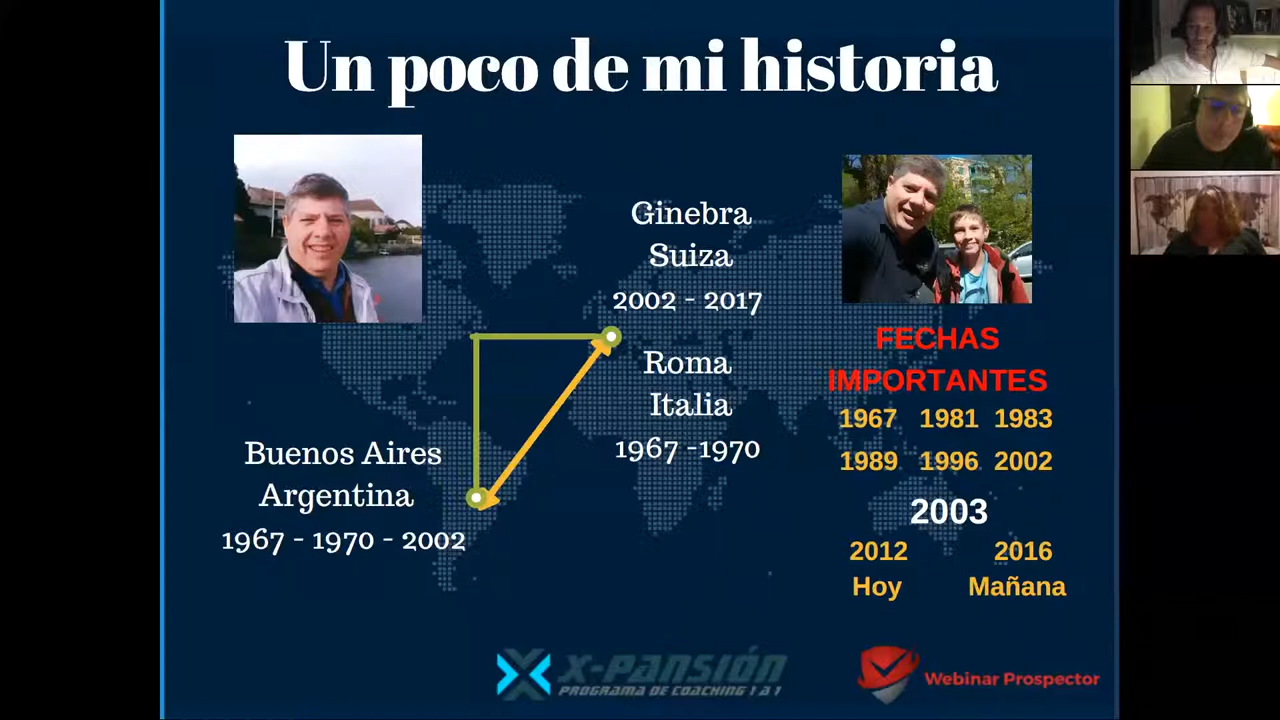 Un poco de mi historia
Ginebra
Suiza
2002 - 2017
Roma
Italia
1967 -1970
Buenos Aires
Argentina
1967 - 1970 - 2002
FECHAS
IMPORTANTES
1967 1981 1983
1989 1996 2002
2003
2012 2016
Hoy Mañana
X-PANSIÓN
PROGRAMA DE COACHING 1 A 1
Webinar Prospector